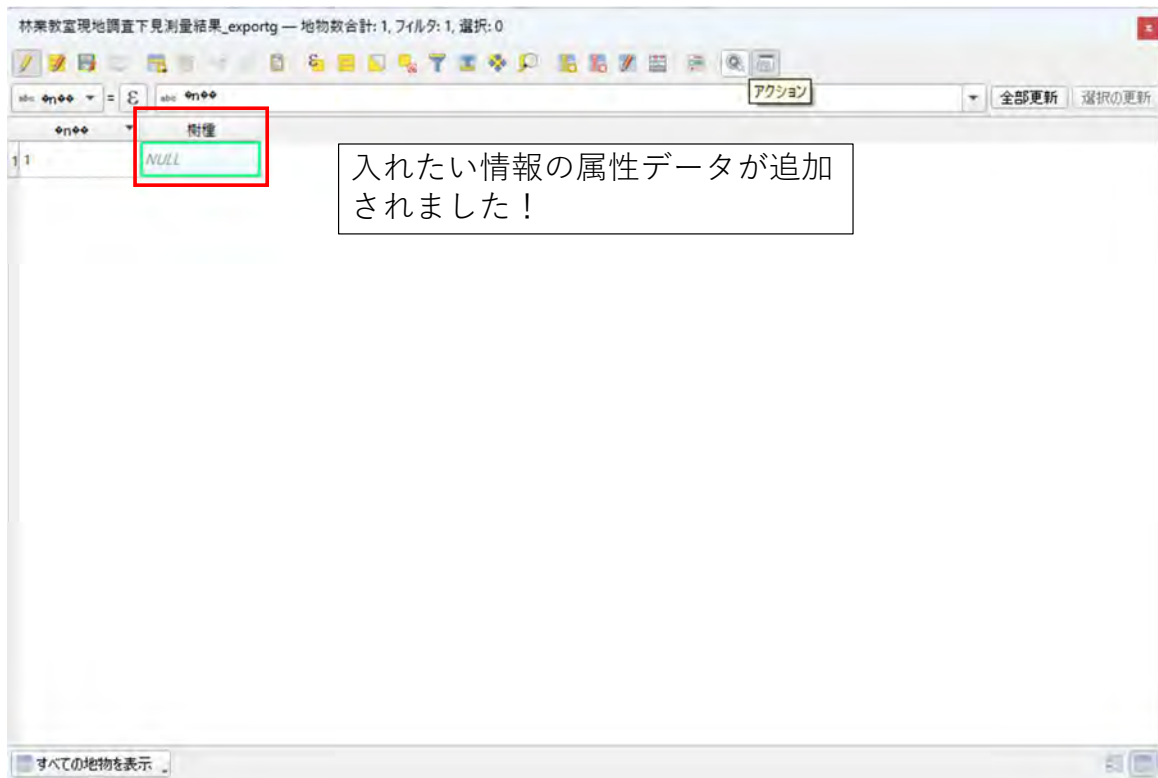 林業教室現地調査下見測量結果_exportg — 地物数合計: 1, フィルタ: 1, 選択: 0
abc �n�� = ε abc �n�� アクション 全部更新 選択の更新
�n�� 樹種
1 1 NULL
入れたい情報の属性データが追加
されました！
すべての地物を表示